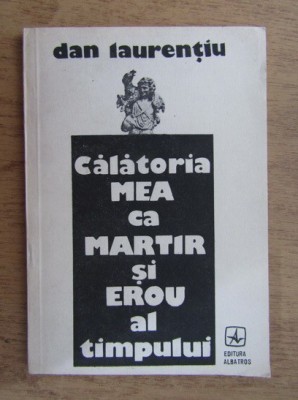 dan laurențiu
Călătoria
MEA
ca
MARTIR
și
EROU
al
timpului
EDITURA
ALBATROS